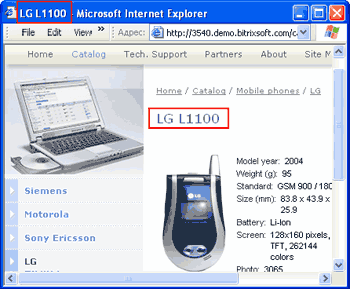 LG L1100 - Microsoft Internet Explorer
File Edit View » Адрес: http://3540.demo.bitrixsoft.com/c
Home Catalog Tech. Support Partners About Site M
Home / Catalog / Mobile phones / LG
LG L1100
Model year: 2004
Weight (g): 95
Standard: GSM 900 / 180
Size (mm): 83.8 x 43.9 x
25.9
Battery: Li-Ion
Screen: 128x160 pixels,
TFT, 262144
colors
Photo: 3065
Siemens
Motorola
Sony Ericsson
LG